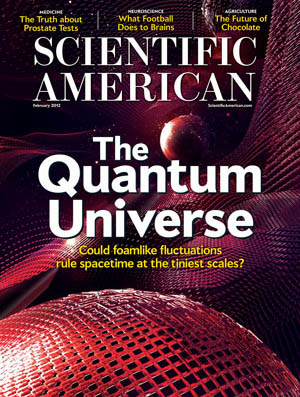 MEDICINE
The Truth about
Prostate Tests
NEUROSCIENCE
What Football
Does to Brains
AGRICULTURE
The Future of
Chocolate
SCIENTIFIC
AMERICAN
February 2012
ScientificAmerican.com
The
Quantum
Universe
Could foamlike fluctuations
rule spacetime at the tiniest scales?